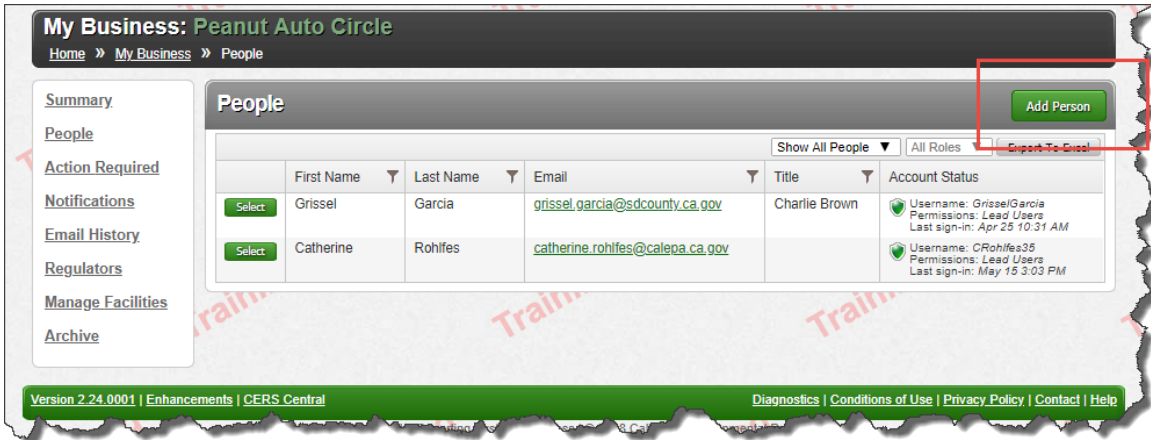 My Business: Peanut Auto Circle
Home » My Business » People
Summary
People
Action Required
Notifications
Email History
Regulators
Manage Facilities
Archive
People
Add Person
Show All People ▼ All Roles ▼ Export To Excel
First Name Last Name Email Title Account Status
Select Grissel Garcia grissel.garcia@sdcounty.ca.gov Charlie Brown Username: GrisselGarcia
Permissions: Lead Users
Last sign-in: Apr 25 10:31 AM
Select Catherine Rohlfes catherine.rohlfes@calepa.ca.gov Username: CRohlfes35
Permissions: Lead Users
Last sign-in: May 15 3:03 PM
Training Training
Version 2.24.0001 | Enhancements | CERS Central
Diagnostics | Conditions of Use | Privacy Policy | Contact | Help